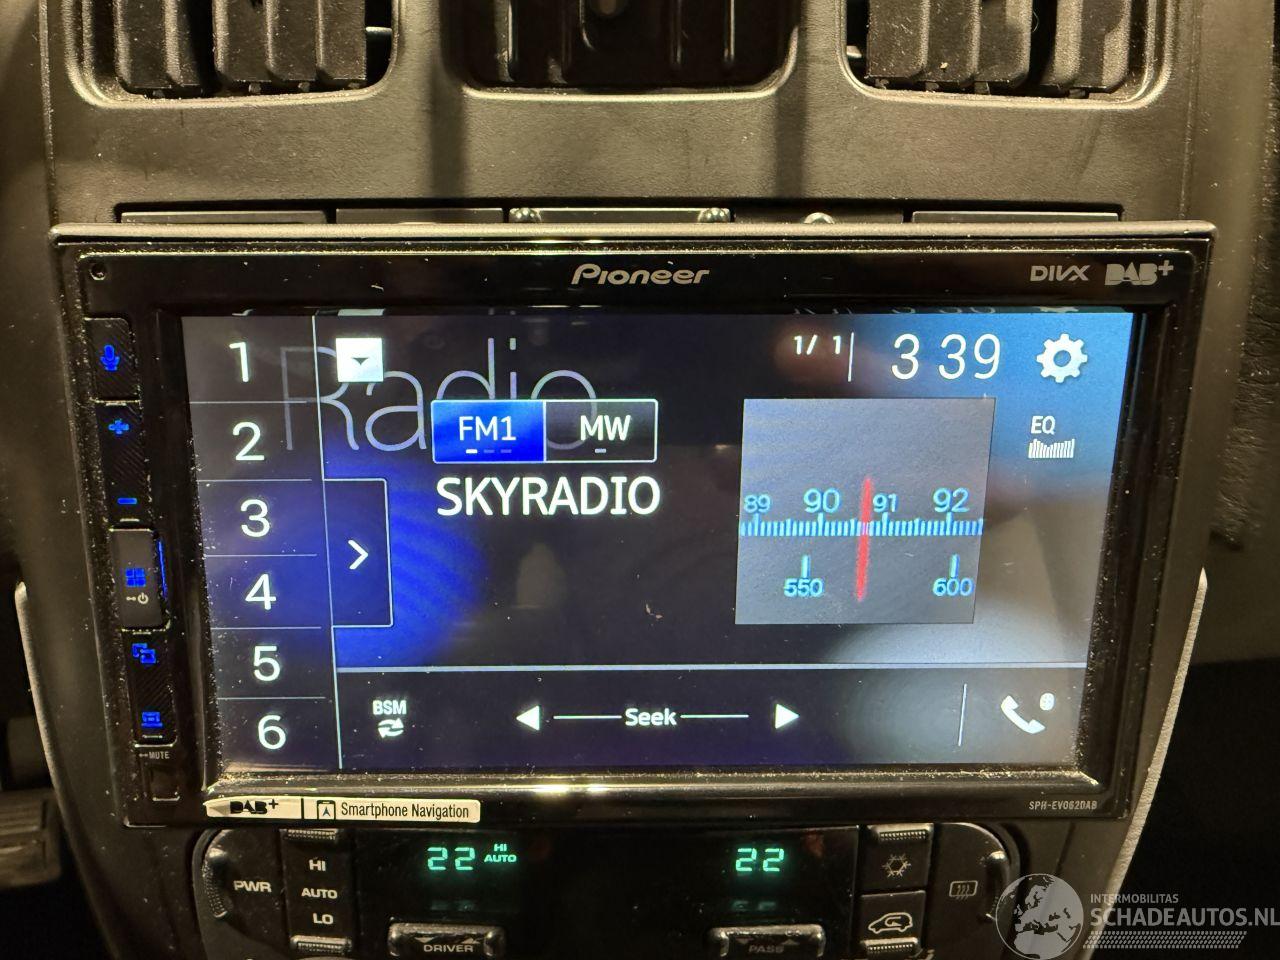 Pioneer
DIVX DAB+
1
2
3
4
5
6
Radio
1/ 1
3 39
FM1
MW
EQ
SKYRADIO
89 90 91 92
550 600
BSM
Seek
MUTE
DAB+
Smartphone Navigation
SPH-EV062DAB
PWR
HI
AUTO
LO
22 HI AUTO
22
DRIVER
PASS
INTERMOBILITAS
SCHADEAUTOS.NL